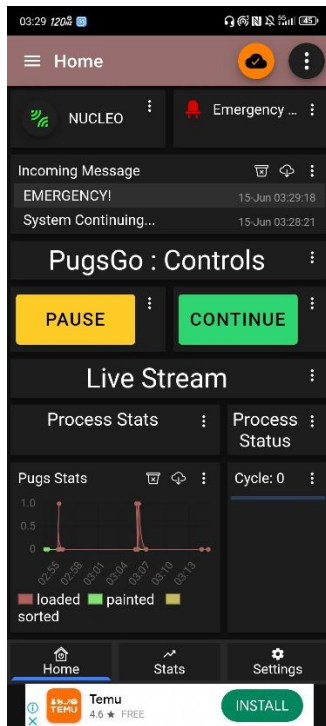 03:29 120%
45
Home
NUCLEO
Emergency ...
Incoming Message
EMERGENCY!
15-Jun 03:29:18
System Continuing...
15-Jun 03:28:21
PugsGo : Controls
PAUSE
CONTINUE
Live Stream
Process Stats
Process Status
Pugs Stats
Cycle: 0
1.0
0.5
0
02:55
02:58
03:01
03:04
03:07
03:10
03:13
loaded painted
sorted
Home
Stats
Settings
TEMU
Temu
4.6 ★ FREE
INSTALL